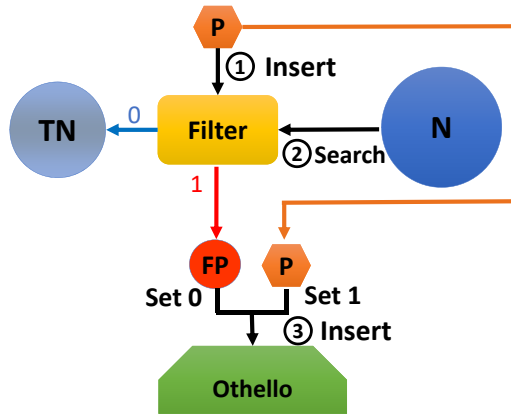 P
① Insert
0
TN
Filter
N
② Search
1
FP
P
Set 0
Set 1
③ Insert
Othello